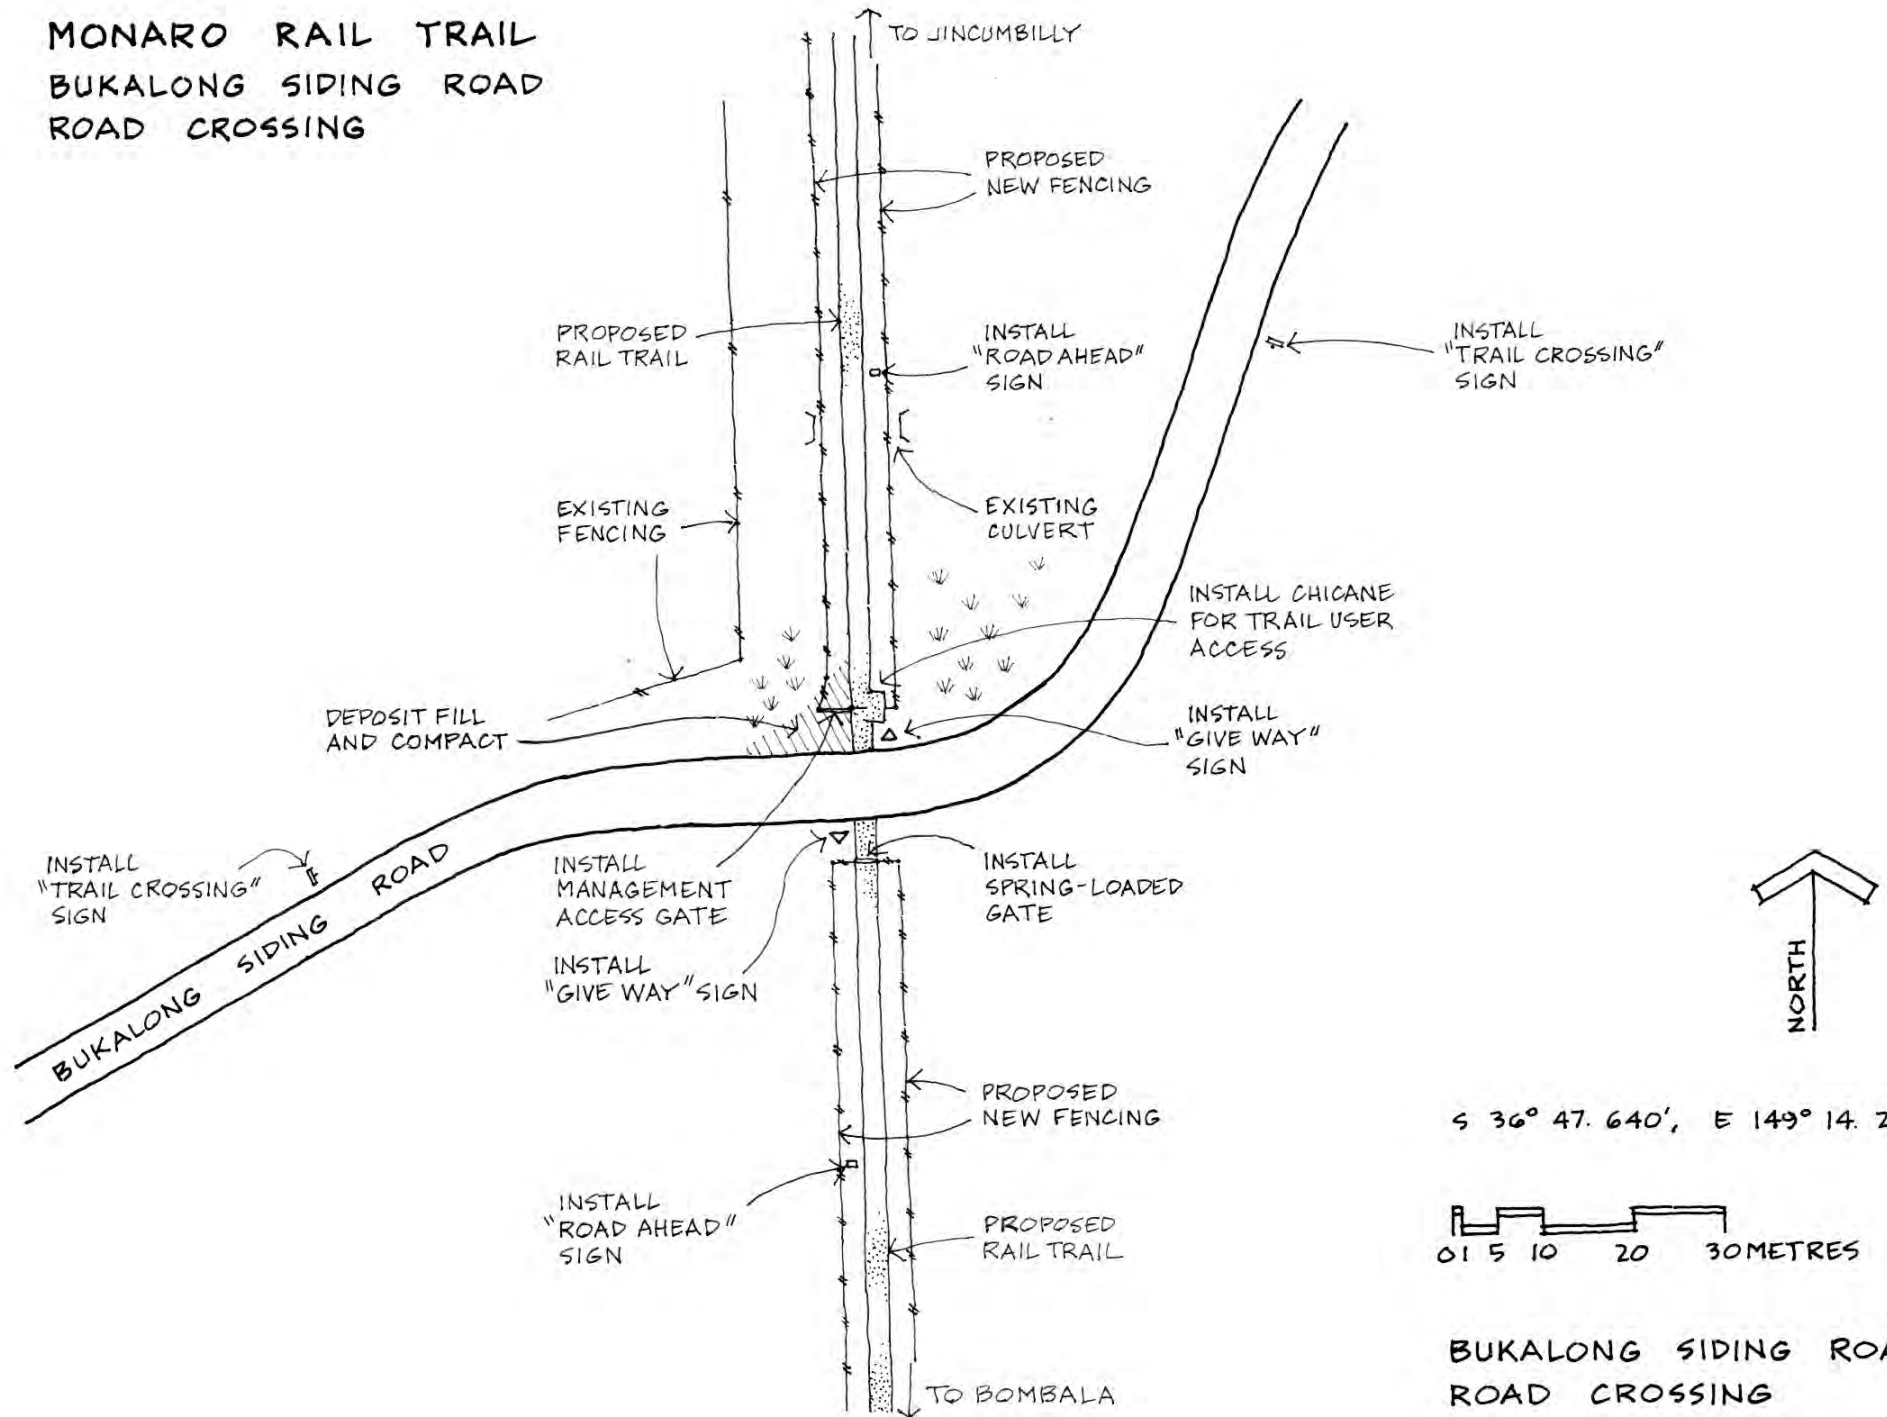 MONARO RAIL TRAIL
BUKALONG SIDING ROAD
ROAD CROSSING
TO JINCUMBILLY
PROPOSED
NEW FENCING
PROPOSED
RAIL TRAIL
INSTALL
"ROAD AHEAD"
SIGN
INSTALL
"TRAIL CROSSING"
SIGN
EXISTING
FENCING
EXISTING
CULVERT
INSTALL CHICANE
FOR TRAIL USER
ACCESS
DEPOSIT FILL
AND COMPACT
INSTALL
"GIVE WAY"
SIGN
INSTALL
"TRAIL CROSSING"
SIGN
BUKALONG SIDING ROAD
INSTALL
MANAGEMENT
ACCESS GATE
INSTALL
SPRING-LOADED
GATE
INSTALL
"GIVE WAY" SIGN
NORTH
PROPOSED
NEW FENCING
S 36° 47. 640', E 149° 14.
INSTALL
"ROAD AHEAD"
SIGN
PROPOSED
RAIL TRAIL
0 1 5 10 20 30 METRES
BUKALONG SIDING
ROAD CROSSING
TO BOMBALA